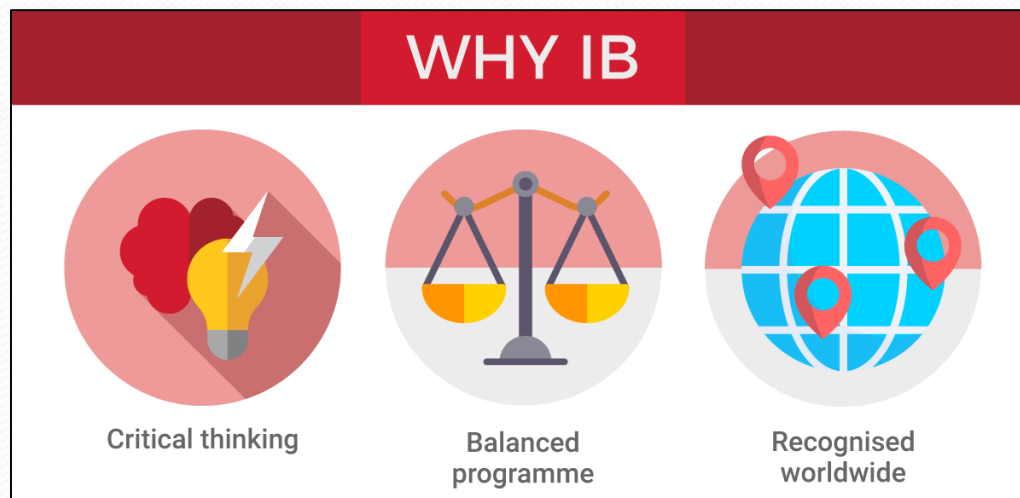 WHY IB
Critical thinking
Balanced
programme
Recognised
worldwide